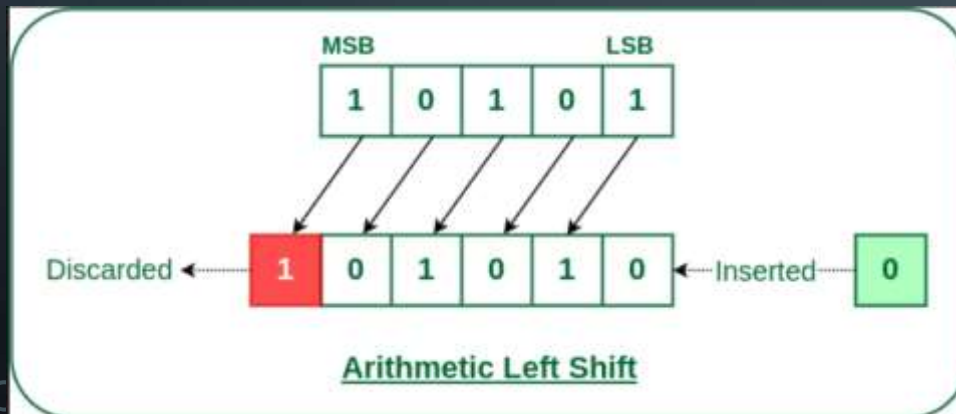 MSB LSB
1 0 1 0 1
Discarded 1 0 1 0 1 0 Inserted 0
Arithmetic Left Shift